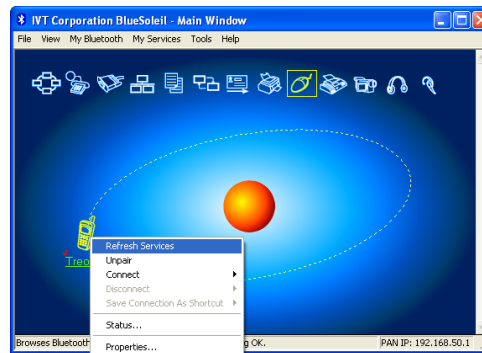 IVT Corporation BlueSoleil - Main Window
File View My Bluetooth My Services Tools Help
Treo
Refresh Services
Unpair
Connect
Disconnect
Save Connection As Shortcut
Status...
Properties...
Browses Bluetooth
g OK.
PAN IP: 192.168.50.1